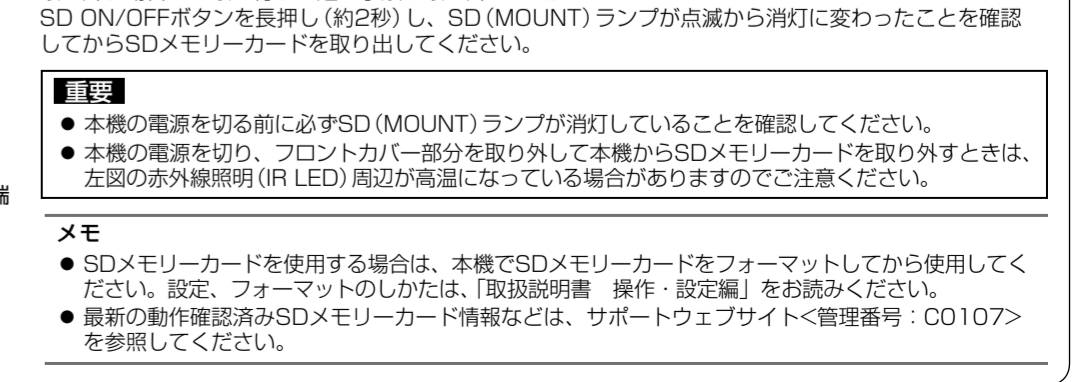 SD ON/OFFボタンを長押し(約2秒)し、SD(MOUNT)ランプが点滅から消灯に変わったことを確認
してからSDメモリーカードを取り出してください。
重要
● 本機の電源を切る前に必ずSD(MOUNT)ランプが消灯していることを確認してください。
● 本機の電源を切り、フロントカバー部分を取り外して本機からSDメモリーカードを取り外すときは、
左図の赤外線照明(IR LED)周辺が高温になっている場合がありますのでご注意ください。
メモ
● SDメモリーカードを使用する場合は、本機でSDメモリーカードをフォーマットしてから使用してく
ださい。設定、フォーマットのしかたは、「取扱説明書　操作・設定編」をお読みください。
● 最新の動作確認済みSDメモリーカード情報などは、サポートウェブサイト<管理番号：C0107>
を参照してください。